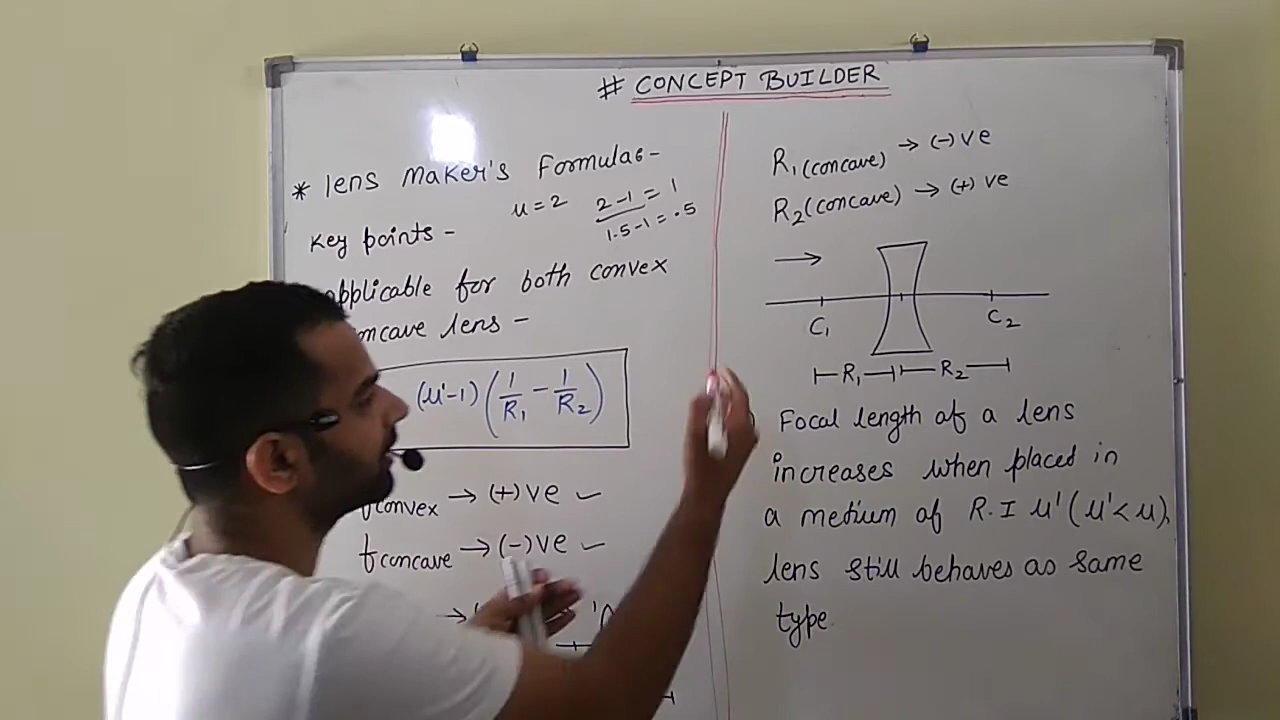 # CONCEPT BUILDER
* lens maker's Formulae-
u = 2
2-1 = 1
1.5-1 = .5
Key points -
applicable for both convex
lens -
(μ'-1) (1/R₁ - 1/R₂)
f convex → (+) ve ✓
f concave → (-) ve ✓
R₁ (concave) → (-) ve
R₂ (concave) → (+) ve
C₁
C₂
R₁
R₂
Focal length of a lens
increases when placed in
a medium of R.I μ' (μ' < μ),
lens still behaves as same
type.